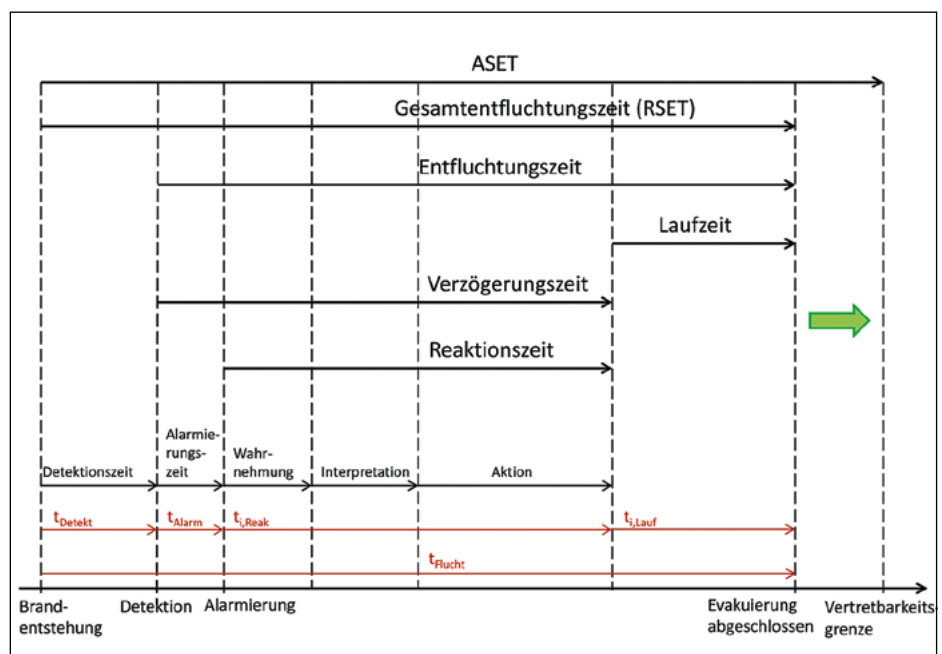 ASET
Gesamtentfluchtungszeit (RSET)
Entfluchtungszeit
Laufzeit
Verzögerungszeit
Reaktionszeit
Detektionszeit
Alarmie-
rungs-
zeit
Wahr-
nehmung
Interpretation
Aktion
tDetekt
tAlarm
ti,Reak
ti,Lauf
tFlucht
Brand-
entstehung
Detektion
Alarmierung
Evakuierung
abgeschlossen
Vertretbarkeits-
grenze